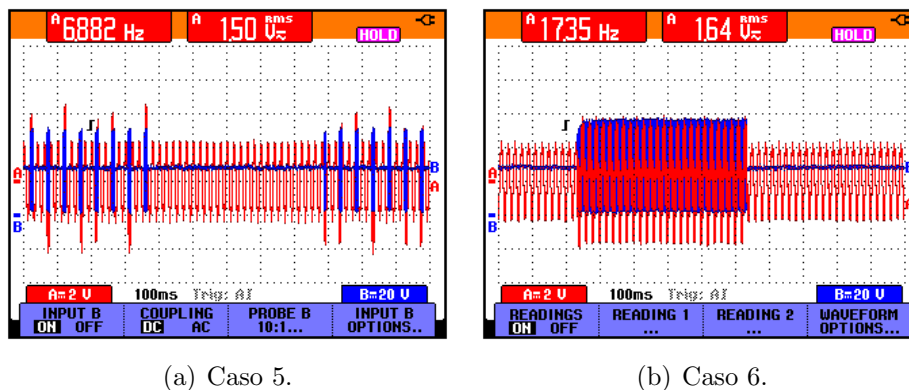 A 6,882 Hz A 1,50 rms V≂ HOLD
A
B
B
A
A=2 V 100ms Trig: AJ B=20 V
INPUT B COUPLING PROBE B INPUT B
ON OFF DC AC 10:1... OPTIONS..
(a) Caso 5.
A 17,35 Hz A 1,64 rms V≂ HOLD
A
B
A=2 V 100ms Trig: AJ B=20 V
READINGS READING 1 READING 2 WAVEFORM
ON OFF ... ... OPTIONS...
(b) Caso 6.